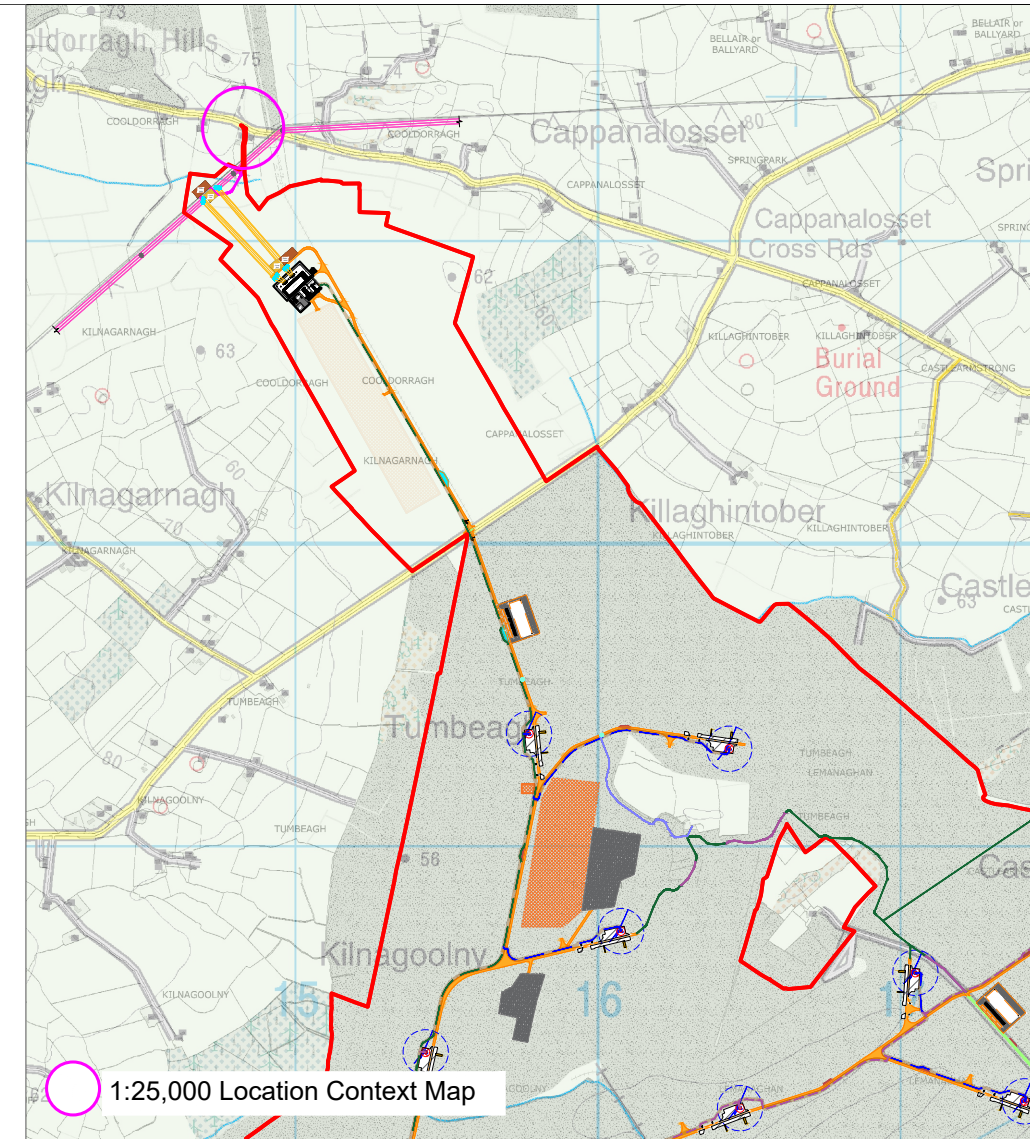 73
75
74
COOLDORRAGH
COOLDORRAGH
BELLAIR or
BALLYARD
BELLAIR or
BALLYARD
Cappanalosset
80
SPRINGPARK
CAPPANALOSSET
Cappanalosset
Cross Rds
62
70
60
CAPPANALOSSET
KILNAGARNAGH
63
KILLAGHINTOBER
KILLAGHINTOBER
Burial
Ground
CASTLEARMSTRONG
COOLDORRAGH
COOLDORRAGH
CAPPANALOSSET
KILNAGARNAGH
60
Kilnagarnagh
70
Killaghintober
KILLAGHINTOBER
KILLAGHINTOBER
KILNAGARNAGH
63
TUMBEAGH
TUMBEAGH
80
TUMBEAGH
LEMANAGHAN
KILNAGOOLNY
TUMBEAGH
TUMBEAGH
56
Kilnagoolny
KILNAGOOLNY
15
16
1:25,000 Location Context Map